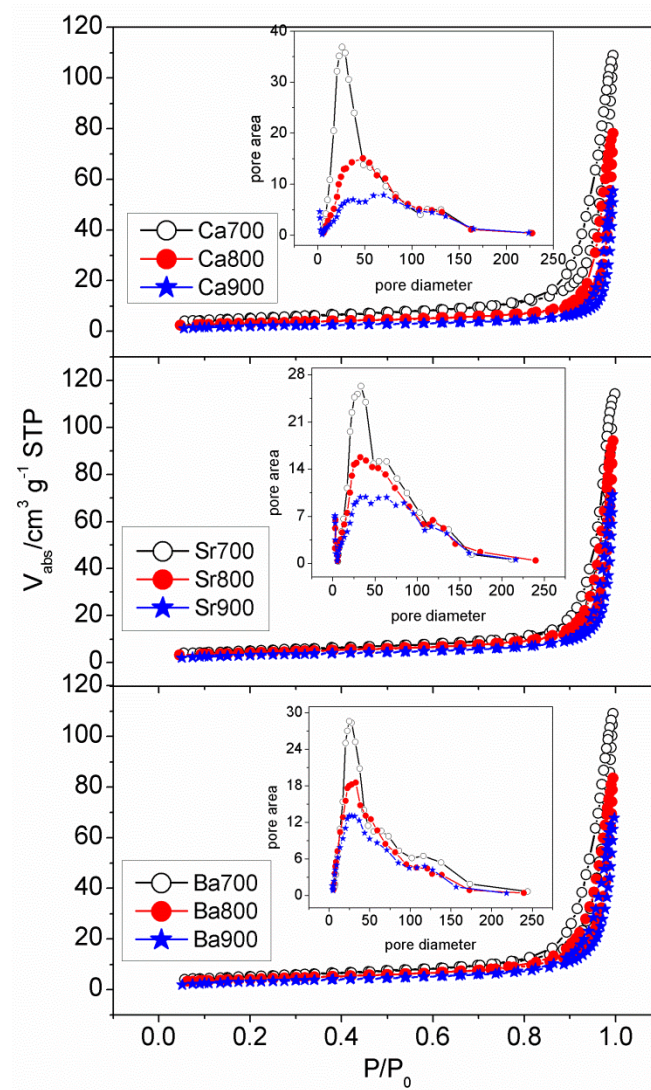 120
100
80
60
40
20
0
Ca700
Ca800
Ca900
40
30
20
10
0
pore area
0 50 100 150 200 250
pore diameter
120
100
80
60
40
20
0
V_abs/cm³ g⁻¹ STP
Sr700
Sr800
Sr900
28
21
14
7
0
pore area
0 50 100 150 200 250
pore diameter
120
100
80
60
40
20
0
Ba700
Ba800
Ba900
30
24
18
12
6
0
pore area
0 50 100 150 200 250
pore diameter
0.0 0.2 0.4 0.6 0.8 1.0
P/P₀